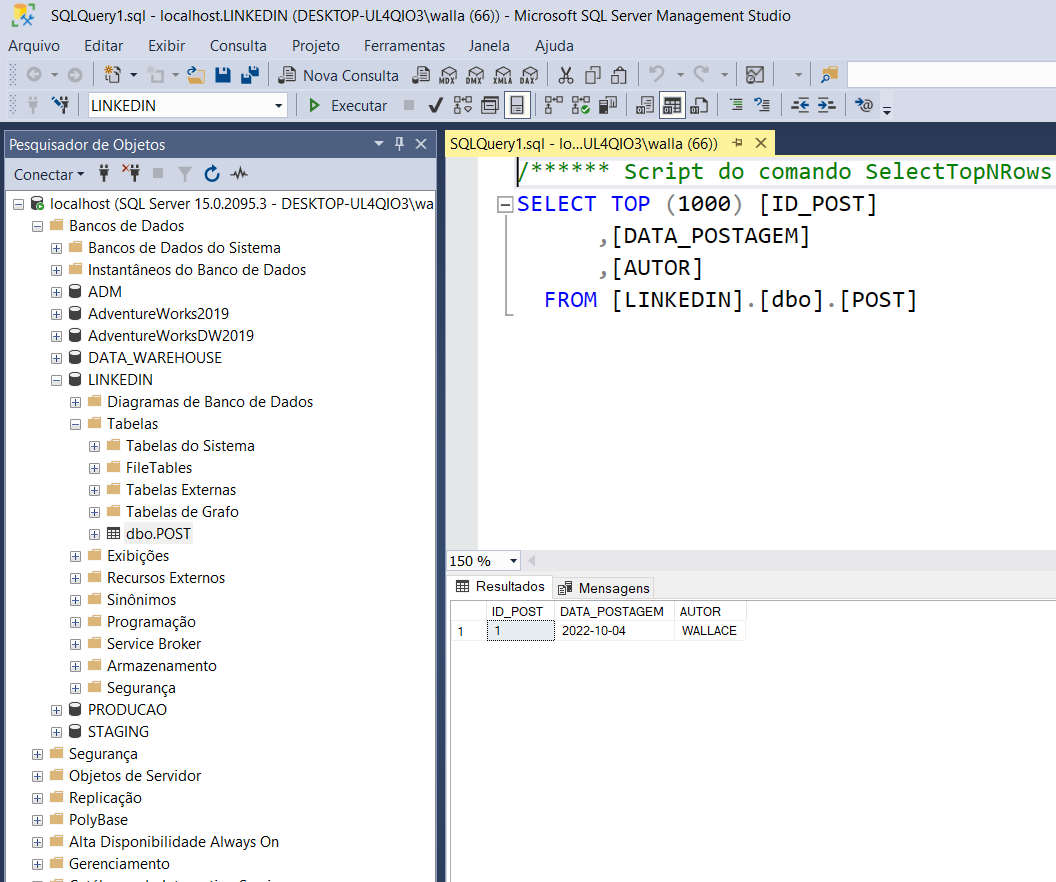 SQLQuery1.sql - localhost.LINKEDIN (DESKTOP-UL4QIO3\walla (66)) - Microsoft SQL Server Management Studio
Arquivo Editar Exibir Consulta Projeto Ferramentas Janela Ajuda
Nova Consulta MDX DMX XMLA DAX
LINKEDIN Executar
Pesquisador de Objetos
Conectar
localhost (SQL Server 15.0.2095.3 - DESKTOP-UL4QIO3\wa
Bancos de Dados
Bancos de Dados do Sistema
Instantâneos do Banco de Dados
ADM
AdventureWorks2019
AdventureWorksDW2019
DATA_WAREHOUSE
LINKEDIN
Diagramas de Banco de Dados
Tabelas
Tabelas do Sistema
FileTables
Tabelas Externas
Tabelas de Grafo
dbo.POST
Exibições
Recursos Externos
Sinônimos
Programação
Service Broker
Armazenamento
Segurança
PRODUCAO
STAGING
Segurança
Objetos de Servidor
Replicação
PolyBase
Alta Disponibilidade Always On
Gerenciamento
SQLQuery1.sql - lo...UL4QIO3\walla (66))
/****** Script do comando SelectTopNRows
SELECT TOP (1000) [ID_POST]
,[DATA_POSTAGEM]
,[AUTOR]
FROM [LINKEDIN].[dbo].[POST]
150 %
Resultados Mensagens
ID_POST DATA_POSTAGEM AUTOR
1 1 2022-10-04 WALLACE